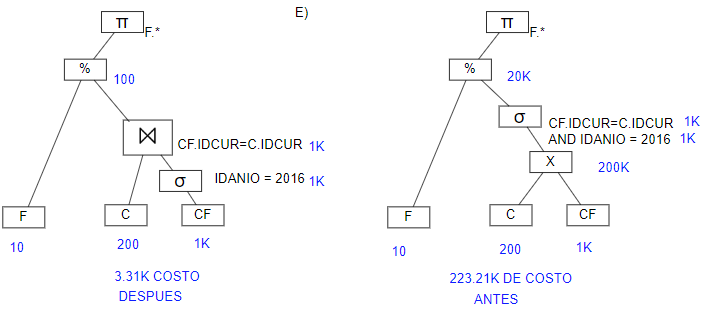 E)
π
F.*
%
100
⋈
CF.IDCUR=C.IDCUR
1K
σ
IDANIO = 2016
1K
F
C
CF
10
200
1K
3.31K COSTO
DESPUES
π
F.*
%
20K
σ
CF.IDCUR=C.IDCUR
1K
AND IDANIO = 2016
1K
X
200K
F
C
CF
10
200
1K
223.21K DE COSTO
ANTES